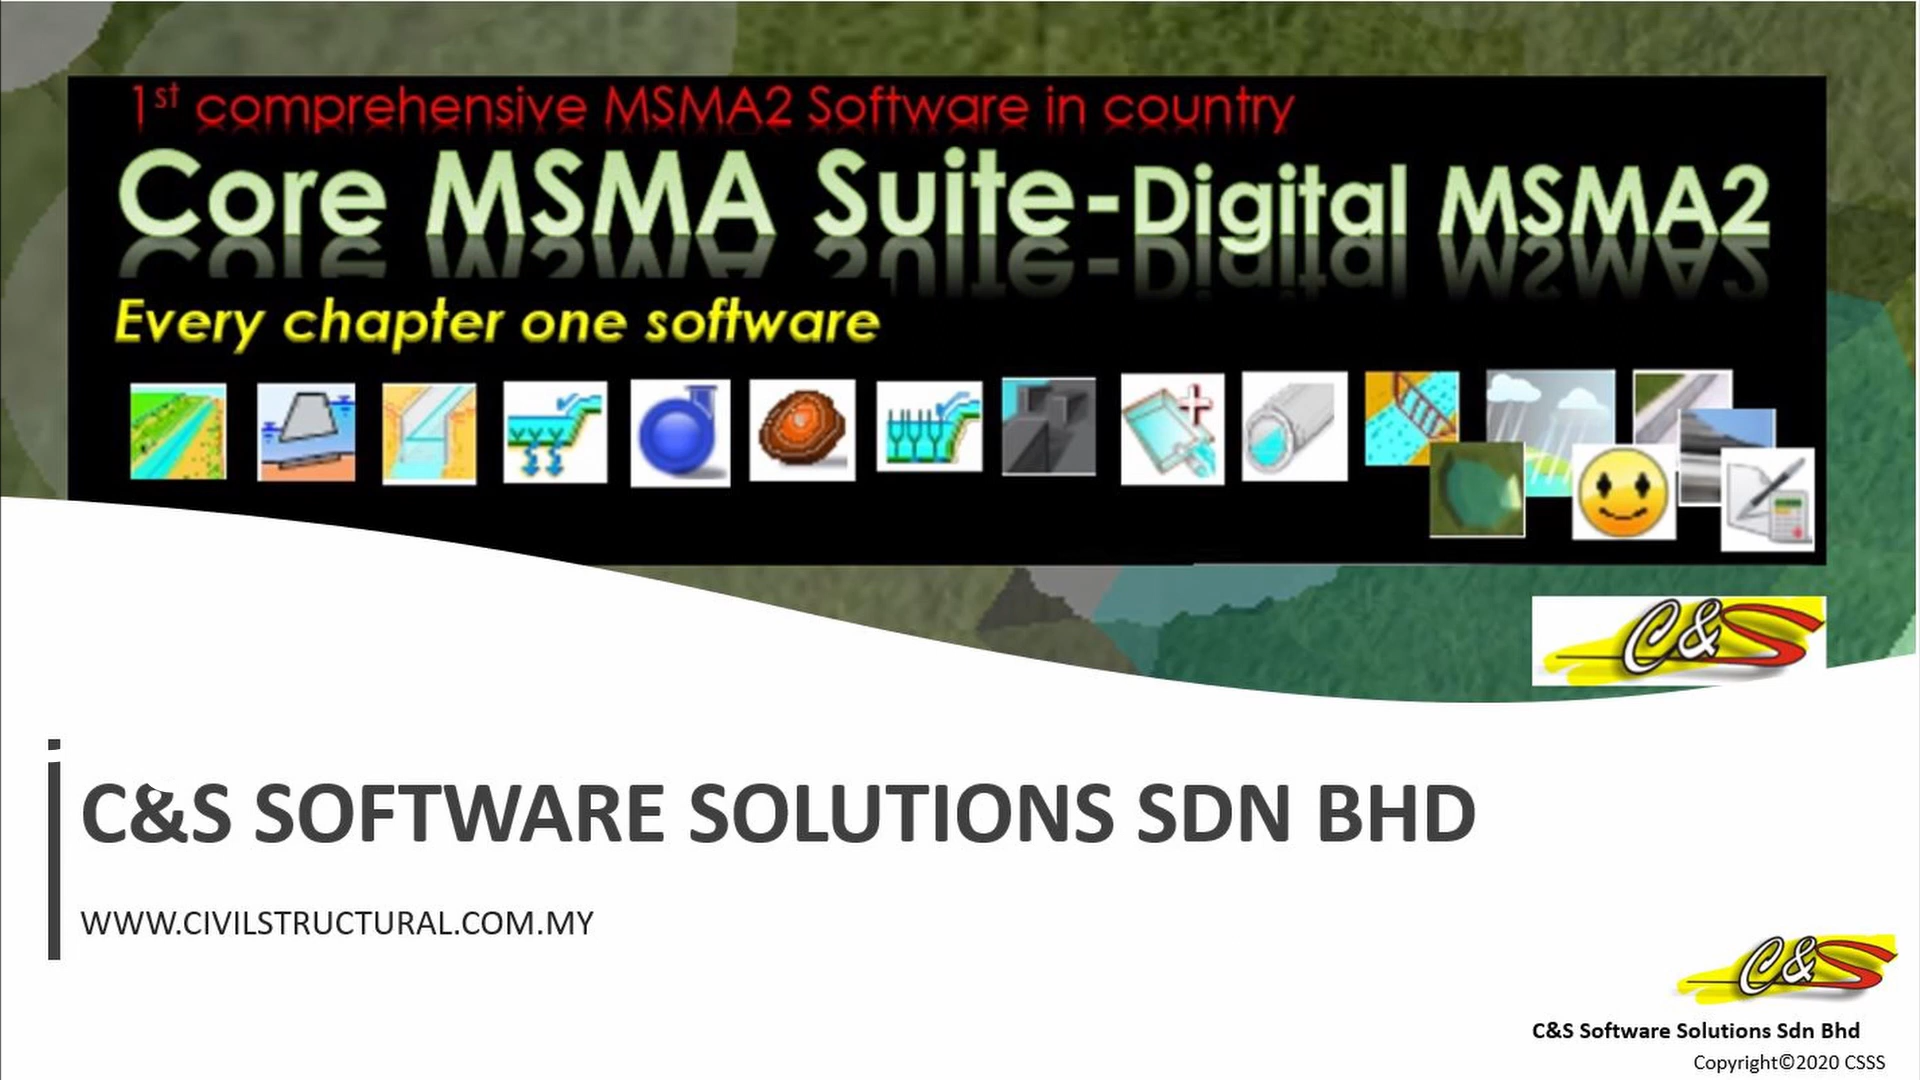 1st comprehensive MSMA2 Software in country
Core MSMA Suite-Digital MSMA2
Every chapter one software
C&S
C&S SOFTWARE SOLUTIONS SDN BHD
WWW.CIVILSTRUCTURAL.COM.MY
C&S
C&S Software Solutions Sdn Bhd
Copyright©2020 CSSS